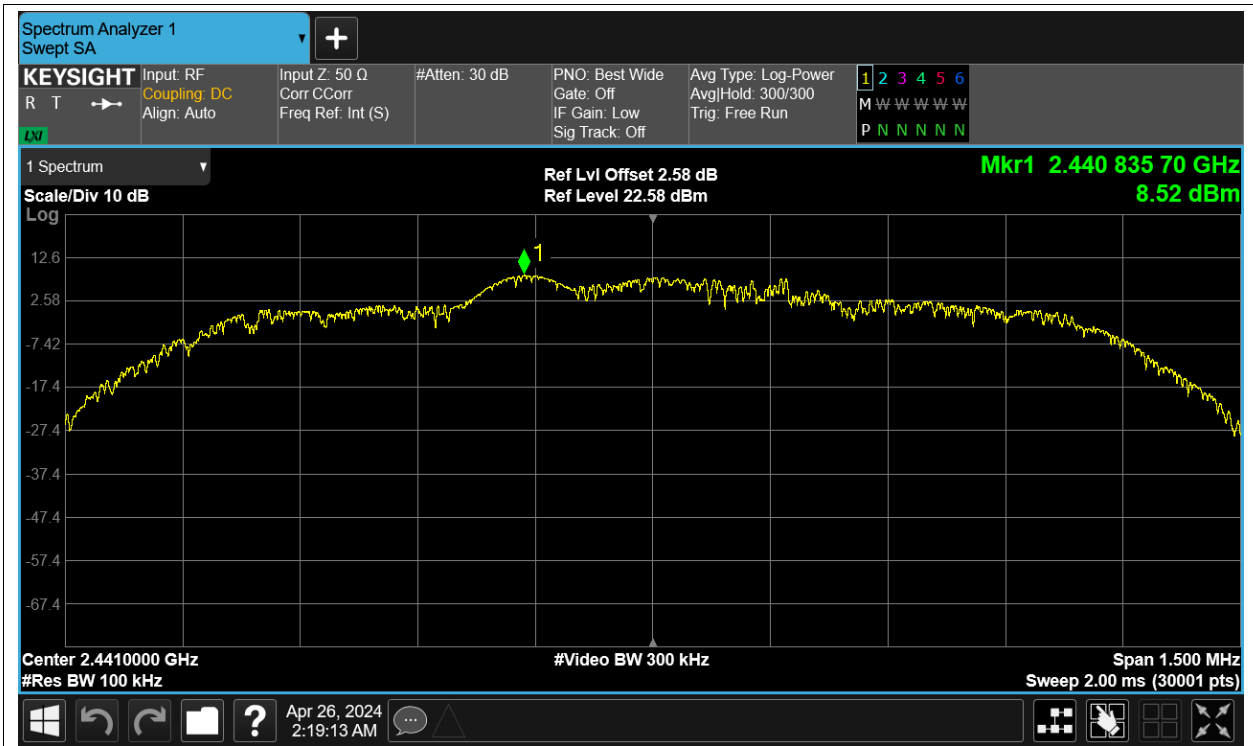 Spectrum Analyzer 1
Swept SA
KEYSIGHT
R T
LXI
Input: RF
Coupling: DC
Align: Auto
Input Z: 50 Ω
Corr CCorr
Freq Ref: Int (S)
#Atten: 30 dB
PNO: Best Wide
Gate: Off
IF Gain: Low
Sig Track: Off
Avg Type: Log-Power
Avg|Hold: 300/300
Trig: Free Run
1 2 3 4 5 6
M W W W W W
P N N N N N
1 Spectrum
Scale/Div 10 dB
Log
Ref Lvl Offset 2.58 dB
Ref Level 22.58 dBm
Mkr1 2.440 835 70 GHz
8.52 dBm
1
12.6
2.58
-7.42
-17.4
-27.4
-37.4
-47.4
-57.4
-67.4
Center 2.4410000 GHz
#Res BW 100 kHz
#Video BW 300 kHz
Span 1.500 MHz
Sweep 2.00 ms (30001 pts)
?
Apr 26, 2024
2:19:13 AM